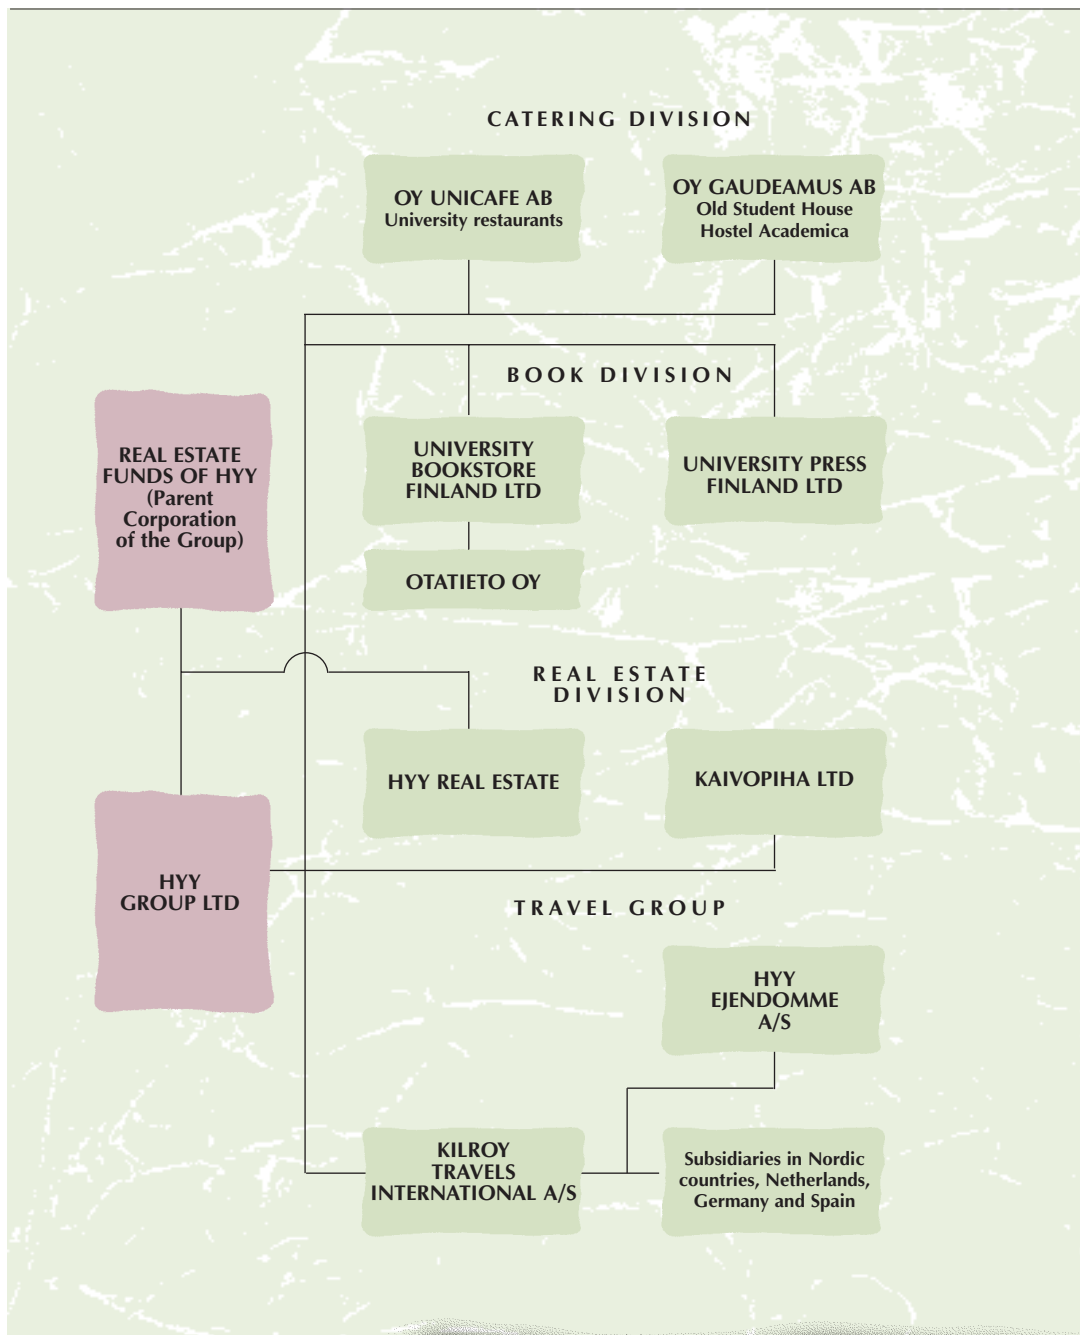 CATERING DIVISION
OY UNICAFE AB
University restaurants
OY GAUDEAMUS AB
Old Student House
Hostel Academica
BOOK DIVISION
REAL ESTATE
FUNDS OF HYY
(Parent
Corporation
of the Group)
UNIVERSITY
BOOKSTORE
FINLAND LTD
UNIVERSITY PRESS
FINLAND LTD
OTATIETO OY
REAL ESTATE
DIVISION
HYY REAL ESTATE
KAIVOPIHA LTD
HYY
GROUP LTD
TRAVEL GROUP
HYY
EJENDOMME
A/S
KILROY
TRAVELS
INTERNATIONAL A/S
Subsidiaries in Nordic
countries, Netherlands,
Germany and Spain